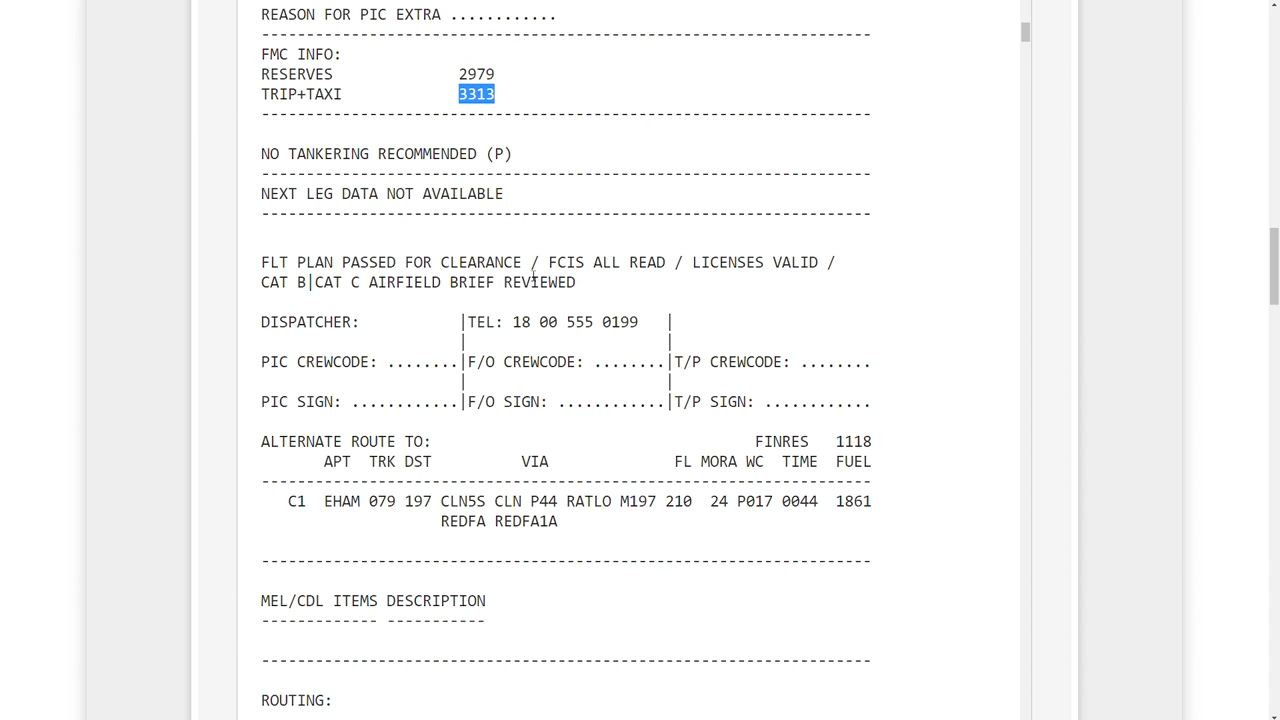 REASON FOR PIC EXTRA ............
--------------------------------------------------------------------
FMC INFO:
RESERVES              2979
TRIP+TAXI             3313
--------------------------------------------------------------------
NO TANKERING RECOMMENDED (P)
--------------------------------------------------------------------
NEXT LEG DATA NOT AVAILABLE
--------------------------------------------------------------------
FLT PLAN PASSED FOR CLEARANCE / FCIS ALL READ / LICENSES VALID /
CAT B|CAT C AIRFIELD BRIEF REVIEWED
DISPATCHER:           |TEL: 18 00 555 0199   |
                      |                      |
PIC CREWCODE: ........|F/O CREWCODE: ........|T/P CREWCODE: ........
                      |                      |
PIC SIGN: ............|F/O SIGN: ............|T/P SIGN: ............
ALTERNATE ROUTE TO:                                    FINRES   1118
       APT  TRK DST          VIA              FL MORA WC  TIME  FUEL
--------------------------------------------------------------------
   C1  EHAM 079 197 CLN5S CLN P44 RATLO M197 210  24 P017 0044  1861
                    REDFA REDFA1A
--------------------------------------------------------------------
MEL/CDL ITEMS DESCRIPTION
------------- -----------
--------------------------------------------------------------------
ROUTING: